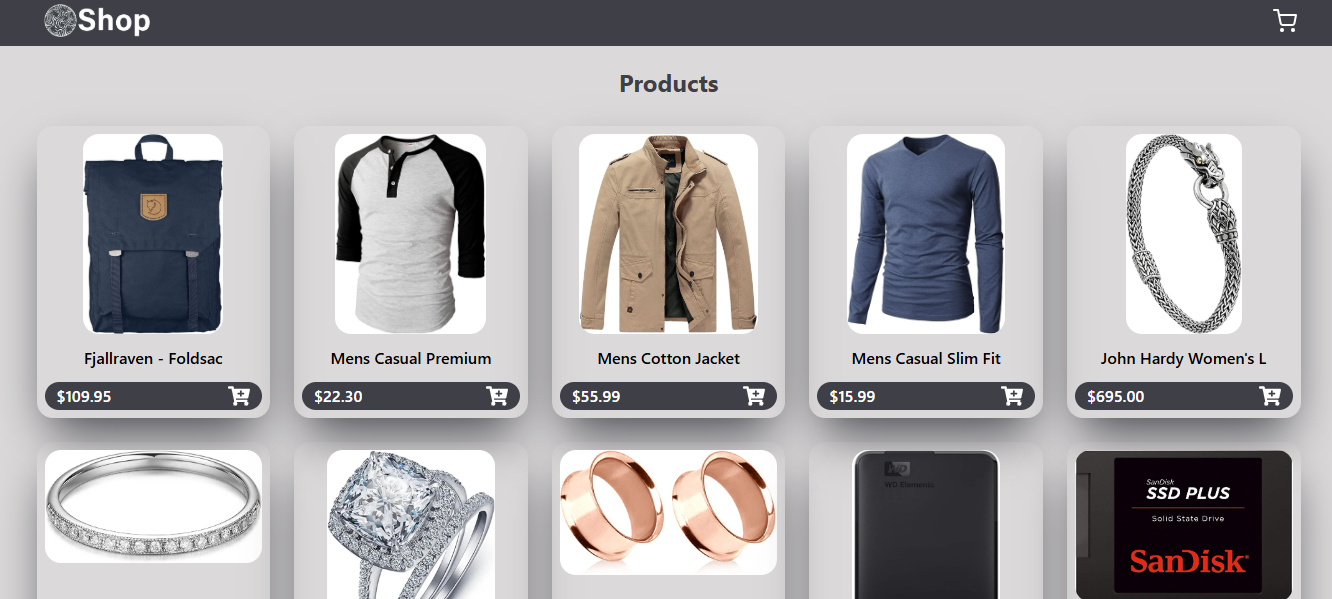 Shop
Products
Fjallraven - Foldsac
Mens Casual Premium
Mens Cotton Jacket
Mens Casual Slim Fit
John Hardy Women's L
$109.95
$22.30
$55.99
$15.99
$695.00
WD
WD Elements
SanDisk
SSD PLUS
Solid State Drive
SanDisk